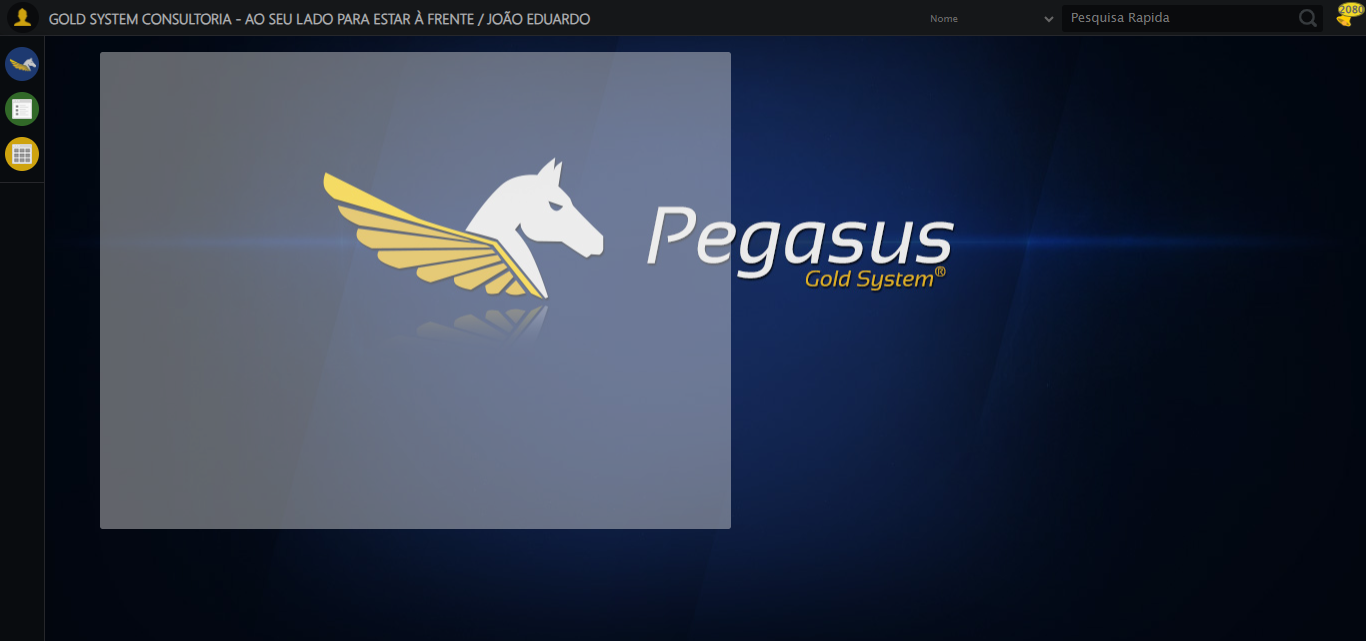 GOLD SYSTEM CONSULTORIA - AO SEU LADO PARA ESTAR À FRENTE / JOÃO EDUARDO
Nome
Pesquisa Rapida
2080
Pegasus
Gold System®